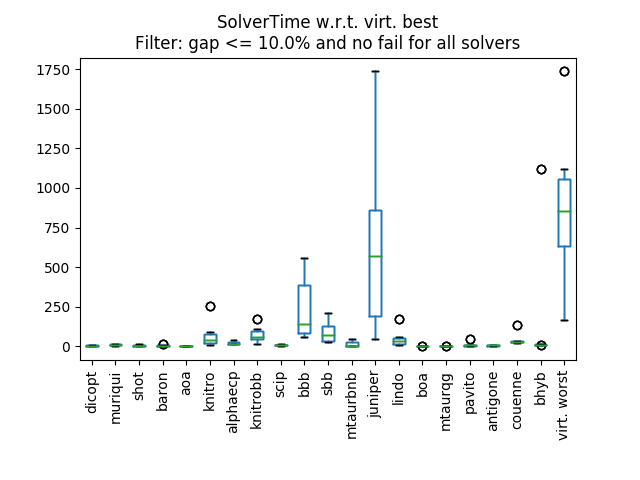 SolverTime w.r.t. virt. best
Filter: gap <= 10.0% and no fail for all solvers
1750
1500
1250
1000
750
500
250
0
dicopt
muriqui
shot
baron
aoa
knitro
alphaecp
knitrobb
scip
bbb
sbb
mtaurbnb
juniper
lindo
boa
mtaurqg
pavito
antigone
couenne
bhyb
virt. worst